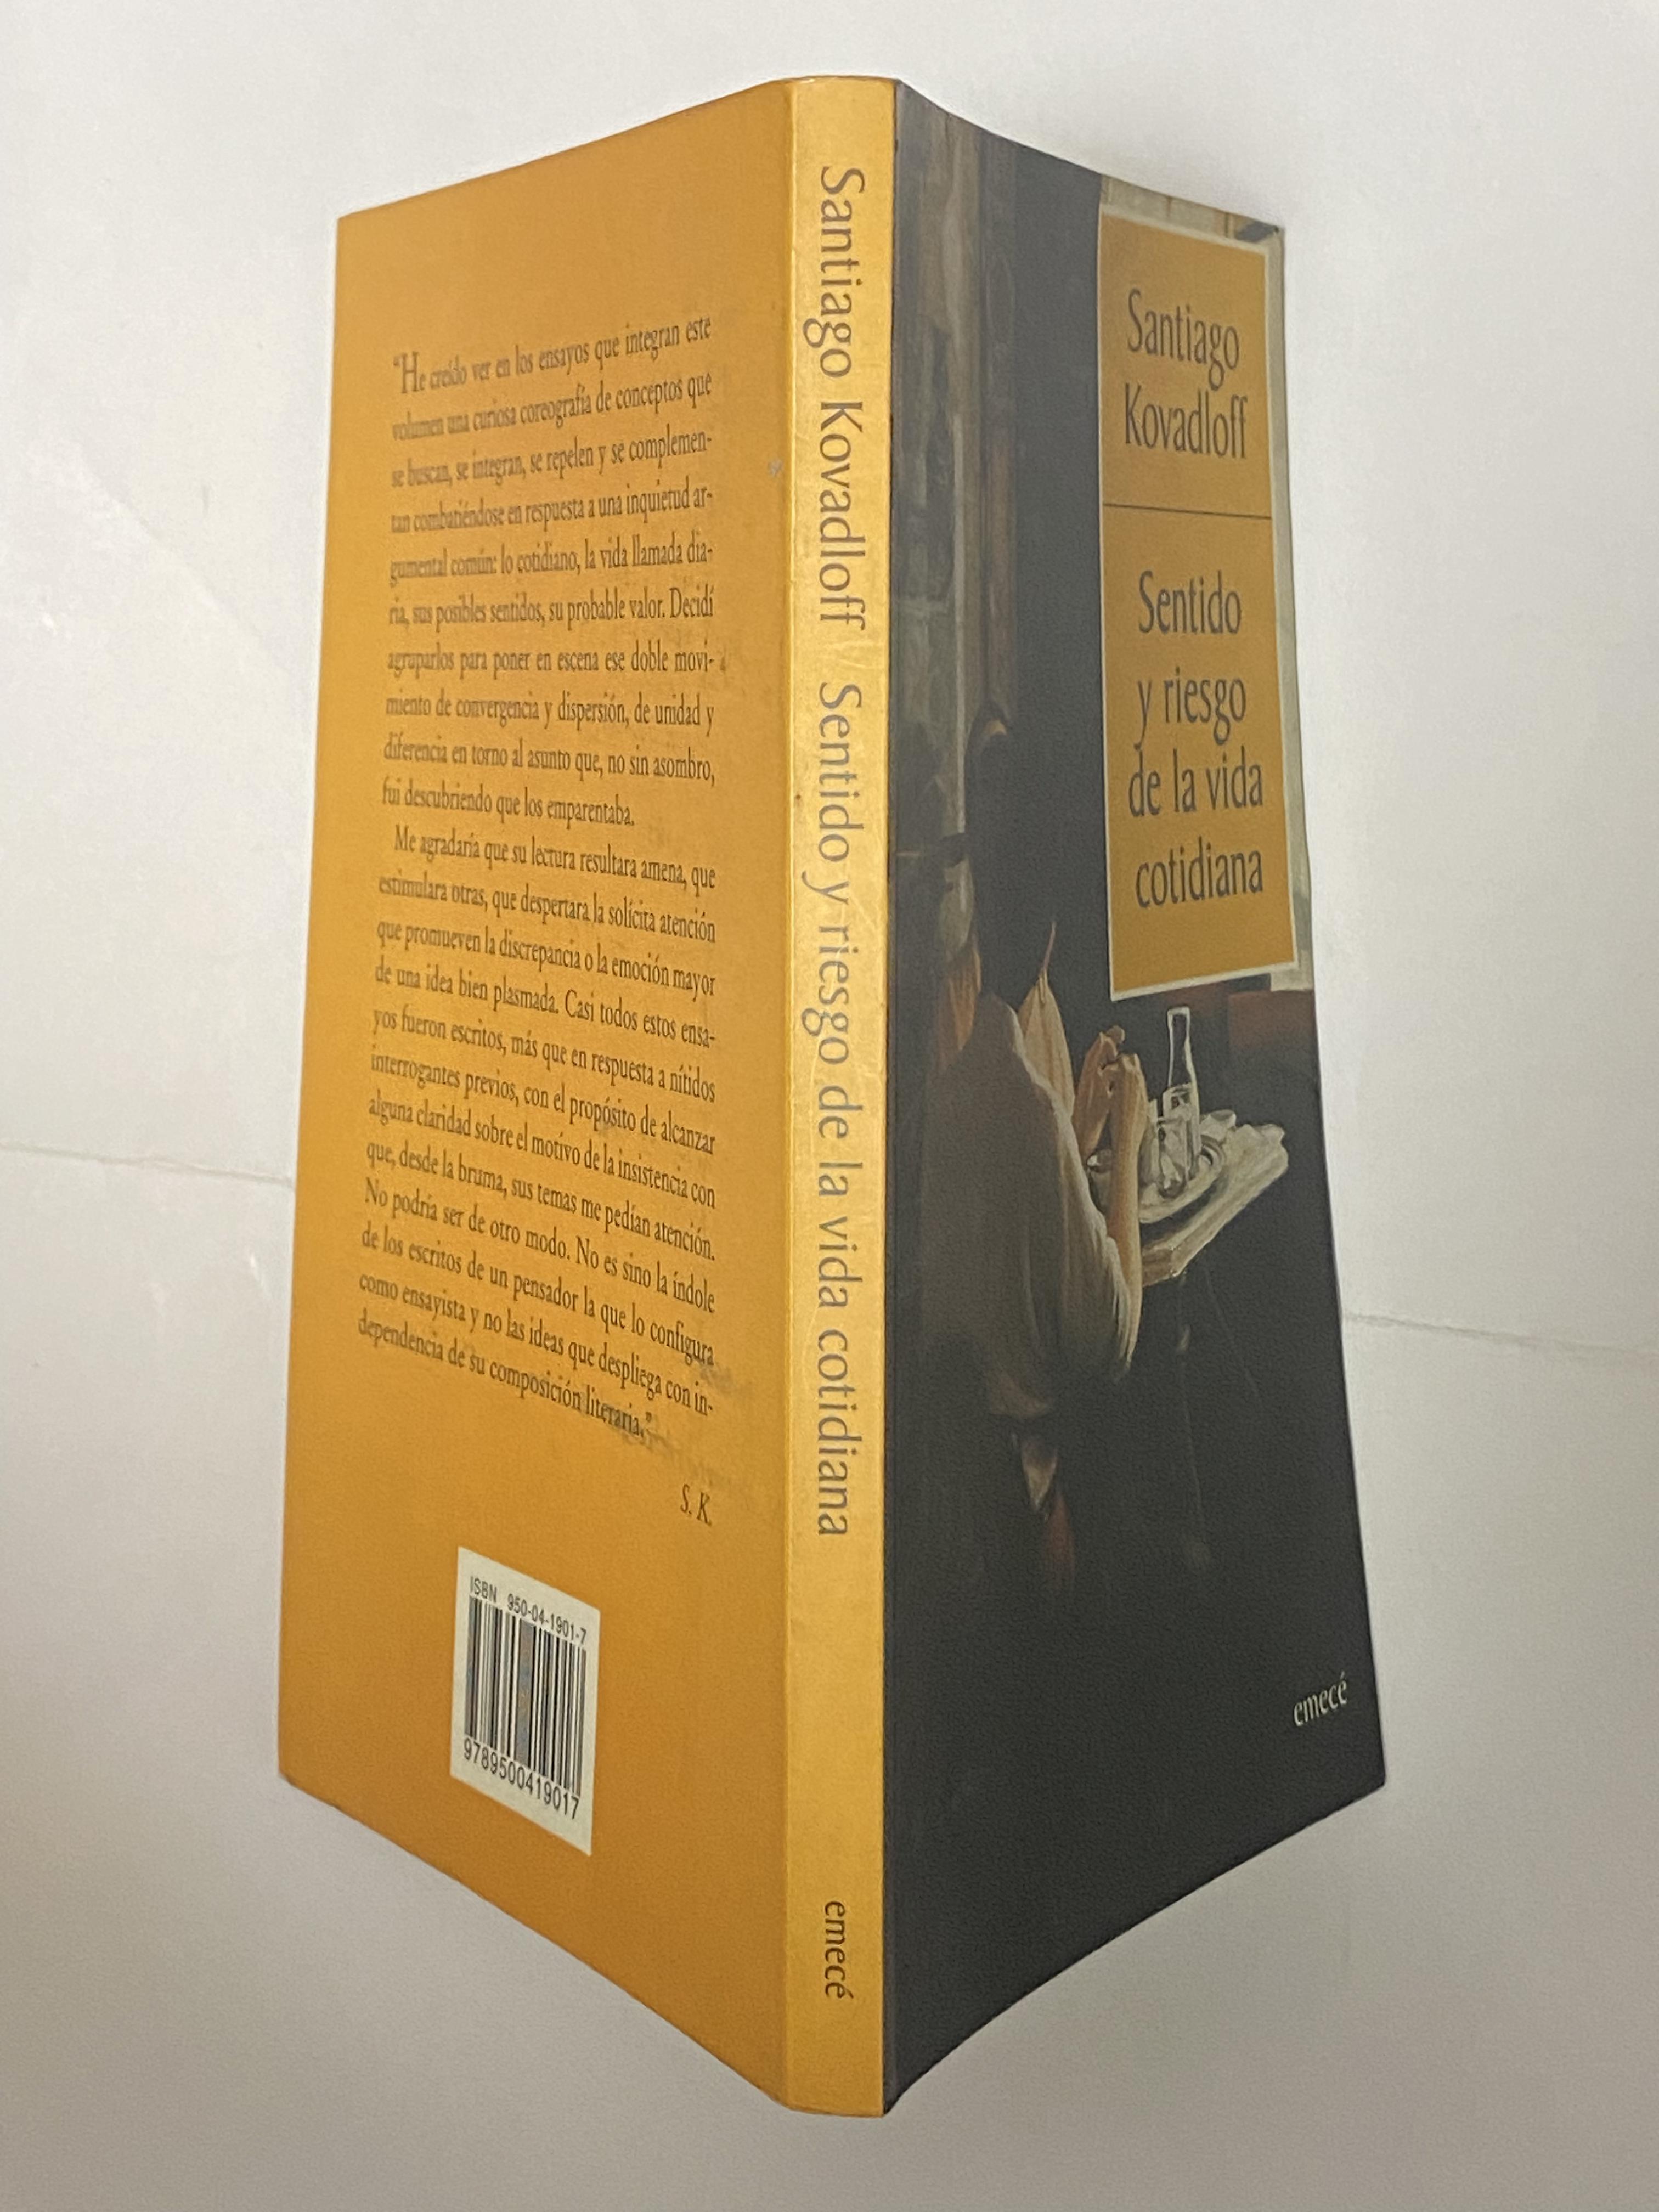 “He creído ver en los ensayos que integran este
volumen una curiosa coreografía de conceptos que
se buscan, se integran, se repelen y se complemen-
tan combatiéndose en respuesta a una inquietud ar-
gumental común: lo cotidiano, la vida llamada dia-
ria, sus posibles sentidos, su probable valor. Decidí
agruparlos para poner en escena ese doble movi-
miento de convergencia y dispersión, de unidad y
diferencia en torno al asunto que, no sin asombro,
fui descubriendo que los emparentaba.
Me agradaría que su lectura resultara amena, que
estimulara otras, que despertara la solícita atención
que promueven la discrepancia o la emoción mayor
de una idea bien plasmada. Casi todos estos ensa-
yos fueron escritos, más que en respuesta a nítidos
interrogantes previos, con el propósito de alcanzar
alguna claridad sobre el motivo de la insistencia con
que, desde la bruma, sus temas me pedían atención.
No podría ser de otro modo. No es sino la índole
de los escritos de un pensador la que lo configura
como ensayista y no las ideas que despliega con in-
dependencia de su composición literaria.”
S. K.
ISBN 950-04-1901-7
9789500419017
Santiago Kovadloff Sentido y riesgo de la vida cotidiana
emecé
Santiago
Kovadloff
Sentido
y riesgo
de la vida
cotidiana
emecé